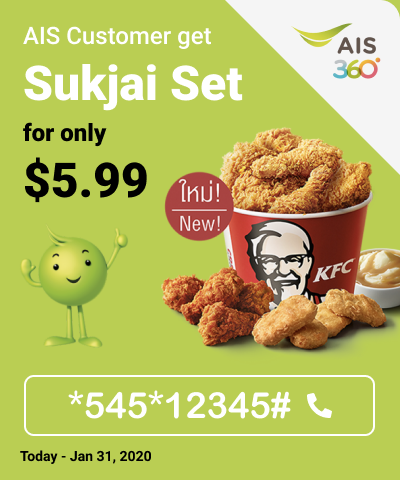 AIS Customer get
AIS
360°
Sukjai Set
for only
$5.99
ใหม่!
New!
KFC
*545*12345#
Today - Jan 31, 2020